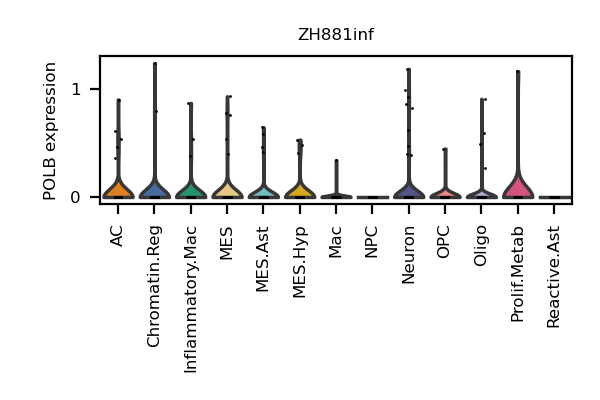 ZH881inf
POLB expression
1
0
AC
Chromatin.Reg
Inflammatory.Mac
MES
MES.Ast
MES.Hyp
Mac
NPC
Neuron
OPC
Oligo
Prolif.Metab
Reactive.Ast